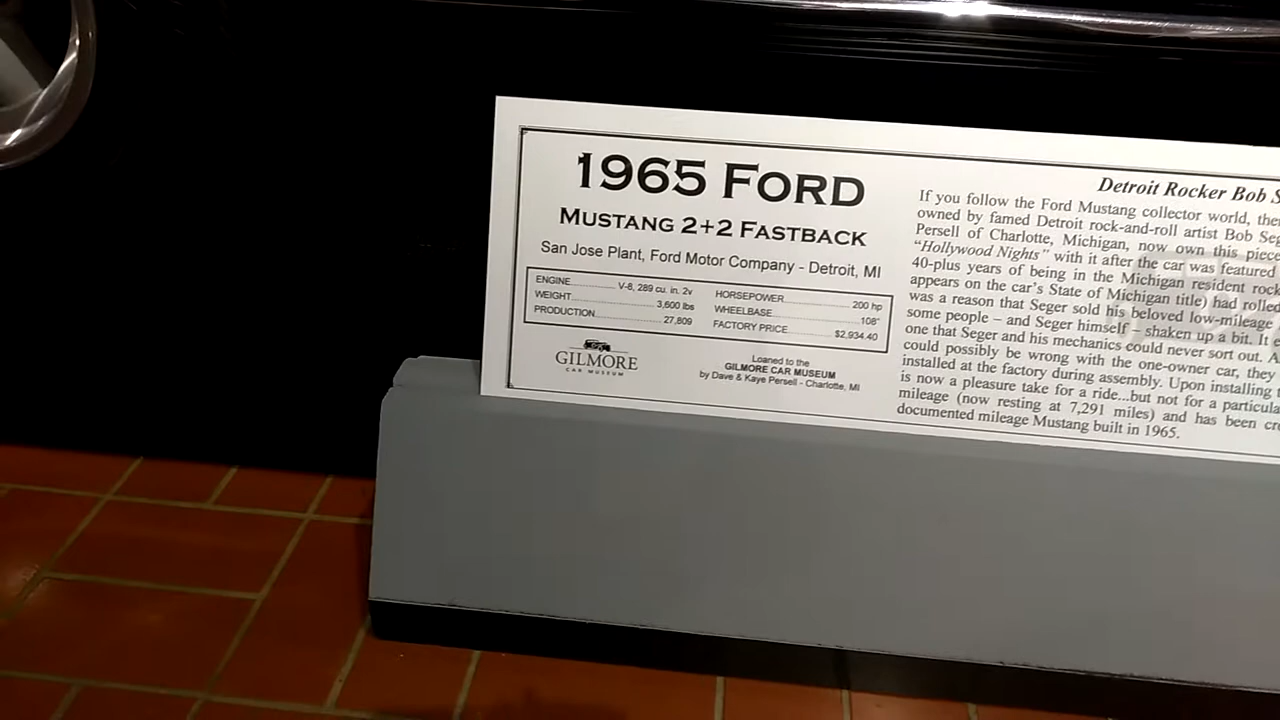 1965 FORD
MUSTANG 2+2 FASTBACK
San Jose Plant, Ford Motor Company - Detroit, MI
ENGINE V-8, 289 cu. in. 2v
WEIGHT 3,600 lbs
PRODUCTION 27,809
HORSEPOWER 200 hp
WHEELBASE 108"
FACTORY PRICE $2,934.40
GILMORE
CAR MUSEUM
Loaned to the
GILMORE CAR MUSEUM
by Dave & Kaye Persell - Charlotte, MI
Detroit Rocker Bob
If you follow the Ford Mustang collector world,
owned by famed Detroit rock-and-roll artist Bob
Persell of Charlotte, Michigan, now own this piece
"Hollywood Nights" with it after the car was featured
40-plus years of being in the Michigan resident
appears on the car's State of Michigan title) had rolled
was a reason that Seger sold his beloved low-mileage
some people – and Seger himself – shaken up a bit. It
one that Seger and his mechanics could never sort out.
could possibly be wrong with the one-owner car, they
installed at the factory during assembly. Upon installing
is now a pleasure take for a ride...but not for a
mileage (now resting at 7,291 miles) and has been
documented mileage Mustang built in 1965.